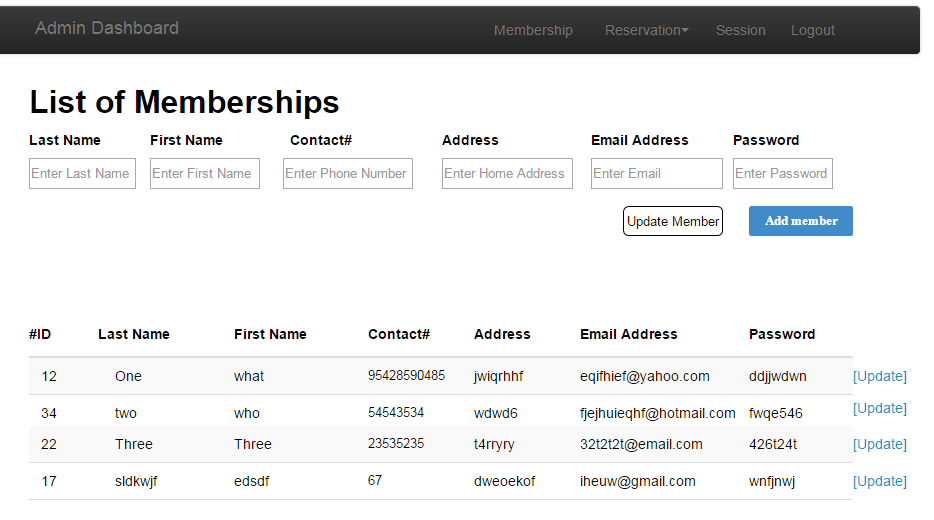 Admin Dashboard Membership Reservation Session Logout
List of Memberships
Last Name First Name Contact# Address Email Address Password
Enter Last Name Enter First Name Enter Phone Number Enter Home Address Enter Email Enter Password
Update Member Add member
#ID Last Name First Name Contact# Address Email Address Password
12 One what 95428590485 jwiqrhhf eqifhief@yahoo.com ddjjwdwn [Update]
34 two who 54543534 wdwd6 fjejhuieqhf@hotmail.com fwqe546 [Update]
22 Three Three 23535235 t4rryry 32t2t2t@email.com 426t24t [Update]
17 sldkwjf edsdf 67 dweoekof iheuw@gmail.com wnfjnwj [Update]